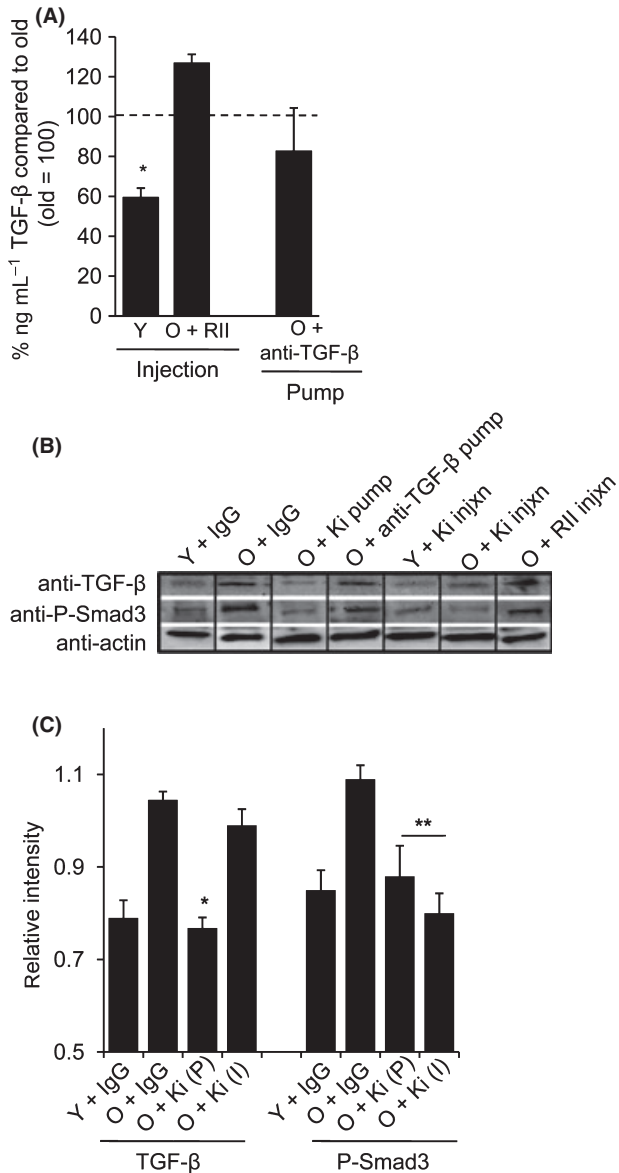 (A)
% ng mL⁻¹ TGF-β compared to old
(old = 100)
140
120
100
80
60
40
20
0
*
Y
O + RII
O +
anti-TGF-β
Injection
Pump
(B)
Y + IgG
O + IgG
O + Ki pump
O + anti-TGF-β pump
Y + Ki injxn
O + Ki injxn
O + RII injxn
anti-TGF-β
anti-P-Smad3
anti-actin
(C)
Relative intensity
1.1
0.9
0.7
0.5
*
**
Y + IgG
O + IgG
O + Ki (P)
O + Ki (I)
Y + IgG
O + IgG
O + Ki (P)
O + Ki (I)
TGF-β
P-Smad3